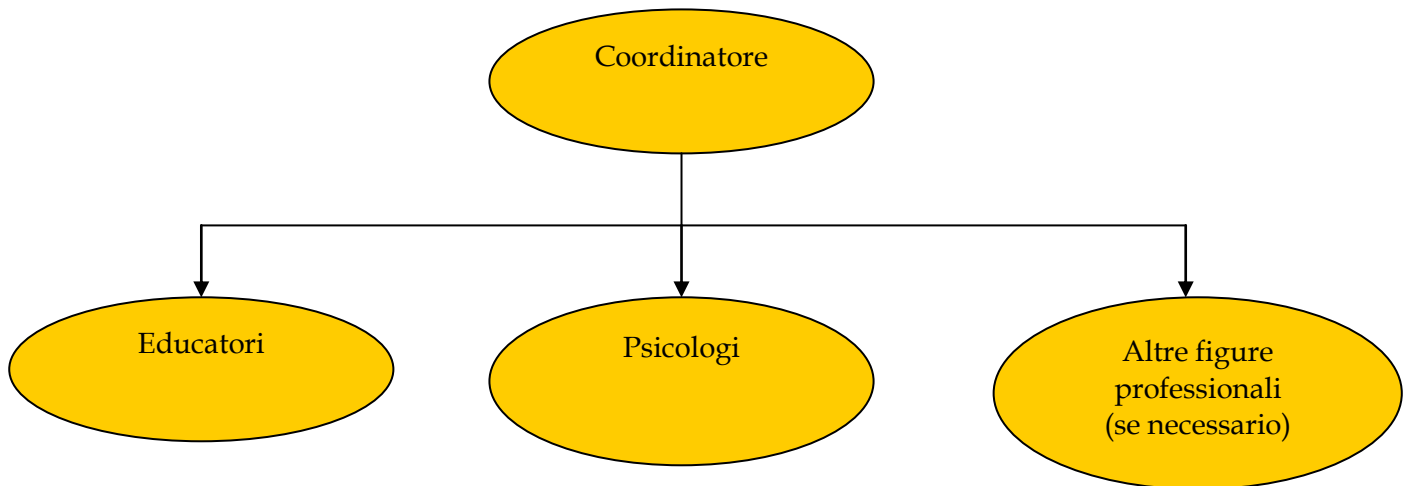 Coordinatore
Educatori
Psicologi
Altre figure
professionali
(se necessario)